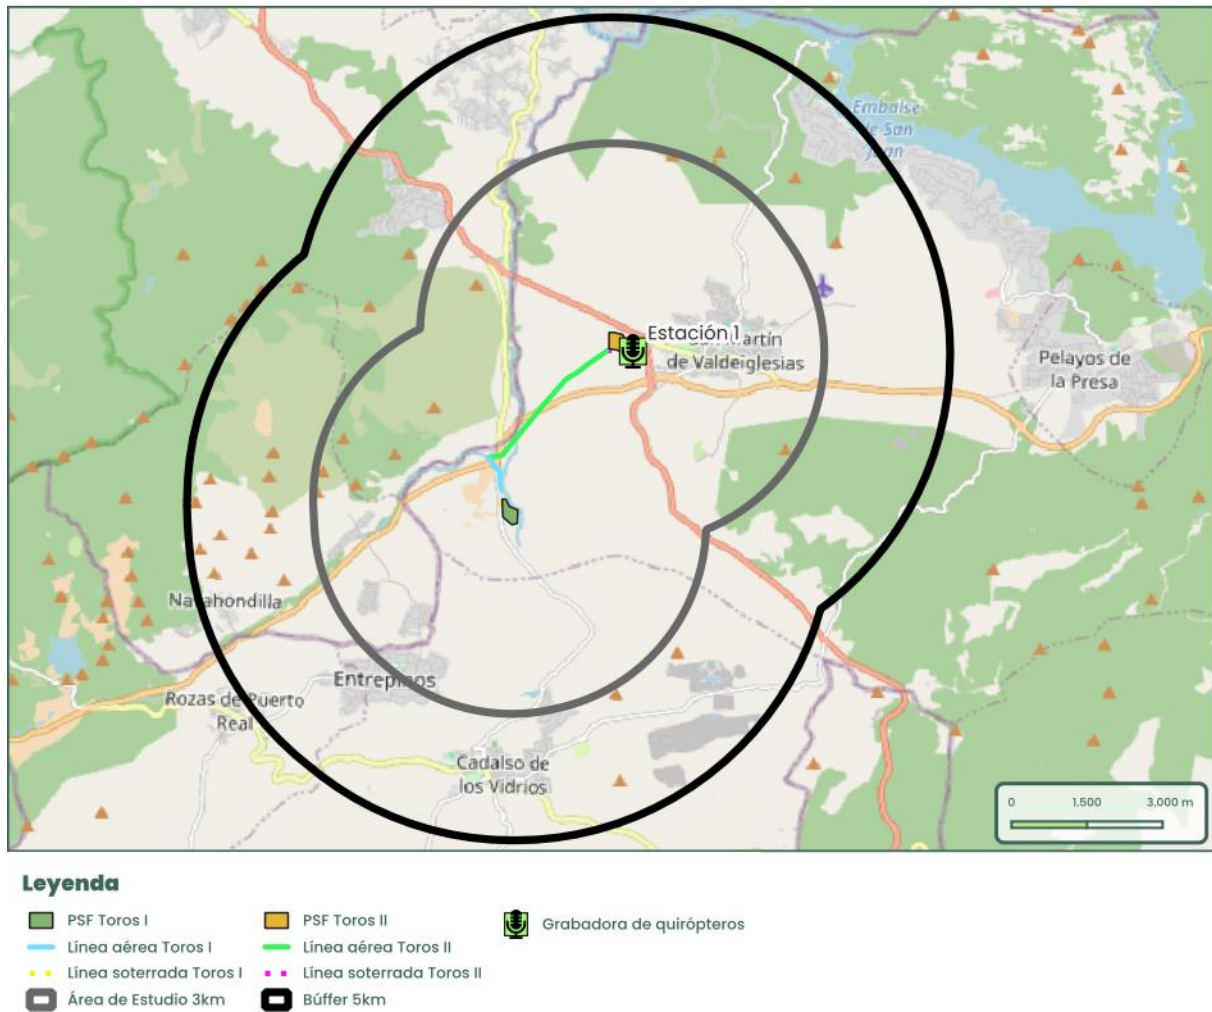 Embalse
de San
Juan
Estación 1
San Martín
de Valdeiglesias
Pelayos de
la Presa
Navahondilla
Entrepinos
Rozas de Puerto
Real
Cadalso de
los Vidrios
0 1.500 3.000 m
Leyenda
PSF Toros I
PSF Toros II
Grabadora de quirópteros
Línea aérea Toros I
Línea aérea Toros II
Línea soterrada Toros I
Línea soterrada Toros II
Área de Estudio 3km
Búffer 5km